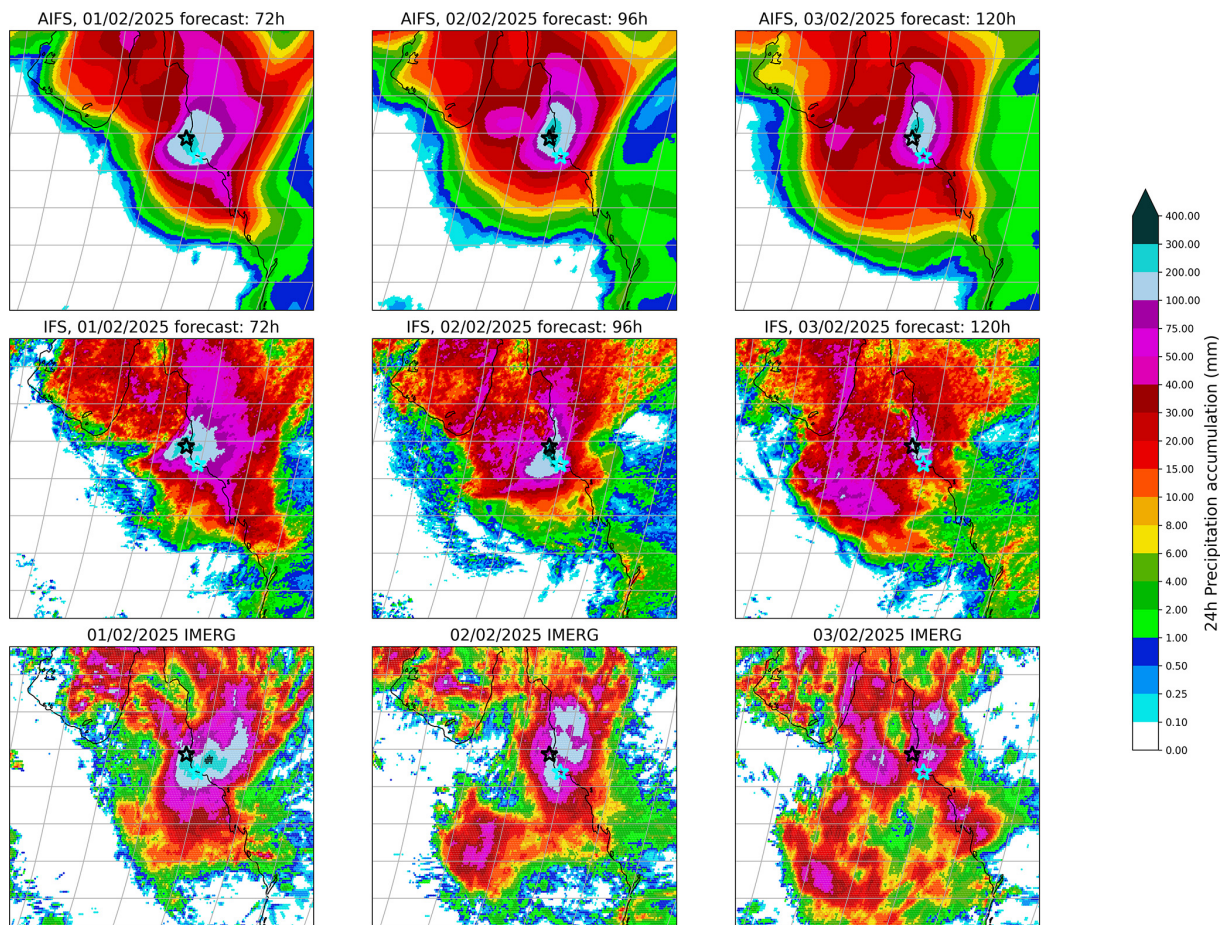 AIFS, 01/02/2025 forecast: 72h
AIFS, 02/02/2025 forecast: 96h
AIFS, 03/02/2025 forecast: 120h
IFS, 01/02/2025 forecast: 72h
IFS, 02/02/2025 forecast: 96h
IFS, 03/02/2025 forecast: 120h
01/02/2025 IMERG
02/02/2025 IMERG
03/02/2025 IMERG
400.00
300.00
200.00
100.00
75.00
50.00
40.00
30.00
20.00
15.00
10.00
8.00
6.00
4.00
2.00
1.00
0.50
0.25
0.10
0.00
24h Precipitation accumulation (mm)